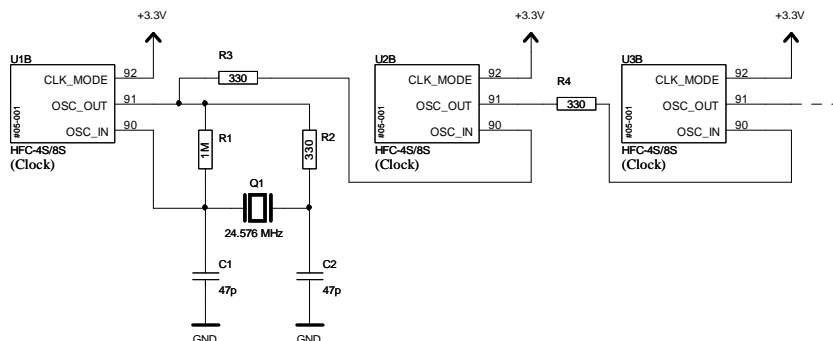 +3.3V
+3.3V
+3.3V
U1B
CLK_MODE
92
OSC_OUT
91
OSC_IN
90
#05-001
HFC-4S/8S
(Clock)
R3
330
R1
1M
R2
330
Q1
24.576 MHz
C1
47p
C2
47p
GND
GND
U2B
CLK_MODE
92
OSC_OUT
91
OSC_IN
90
#05-001
HFC-4S/8S
(Clock)
R4
330
U3B
CLK_MODE
92
OSC_OUT
91
OSC_IN
90
#05-001
HFC-4S/8S
(Clock)